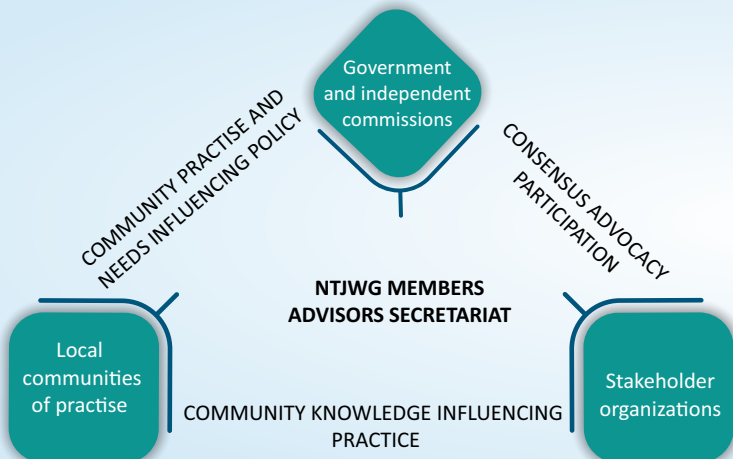 Government
and independent
commissions
COMMUNITY PRACTISE AND
NEEDS INFLUENCING POLICY
CONSENSUS ADVOCACY
PARTICIPATION
NTJWG MEMBERS
ADVISORS SECRETARIAT
Local
communities
of practise
Stakeholder
organizations
COMMUNITY KNOWLEDGE INFLUENCING
PRACTICE